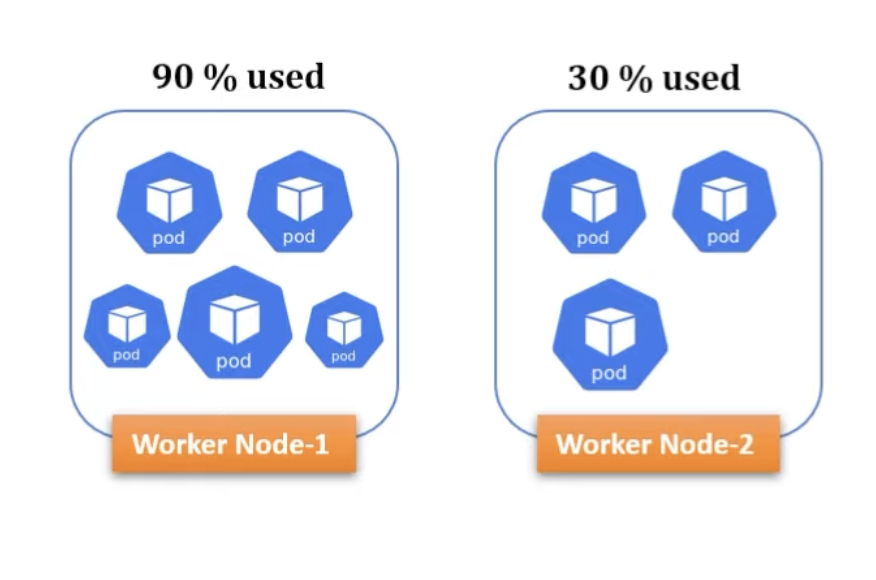 90 % used
30 % used
pod
pod
pod
pod
pod
pod
pod
pod
Worker Node-1
Worker Node-2